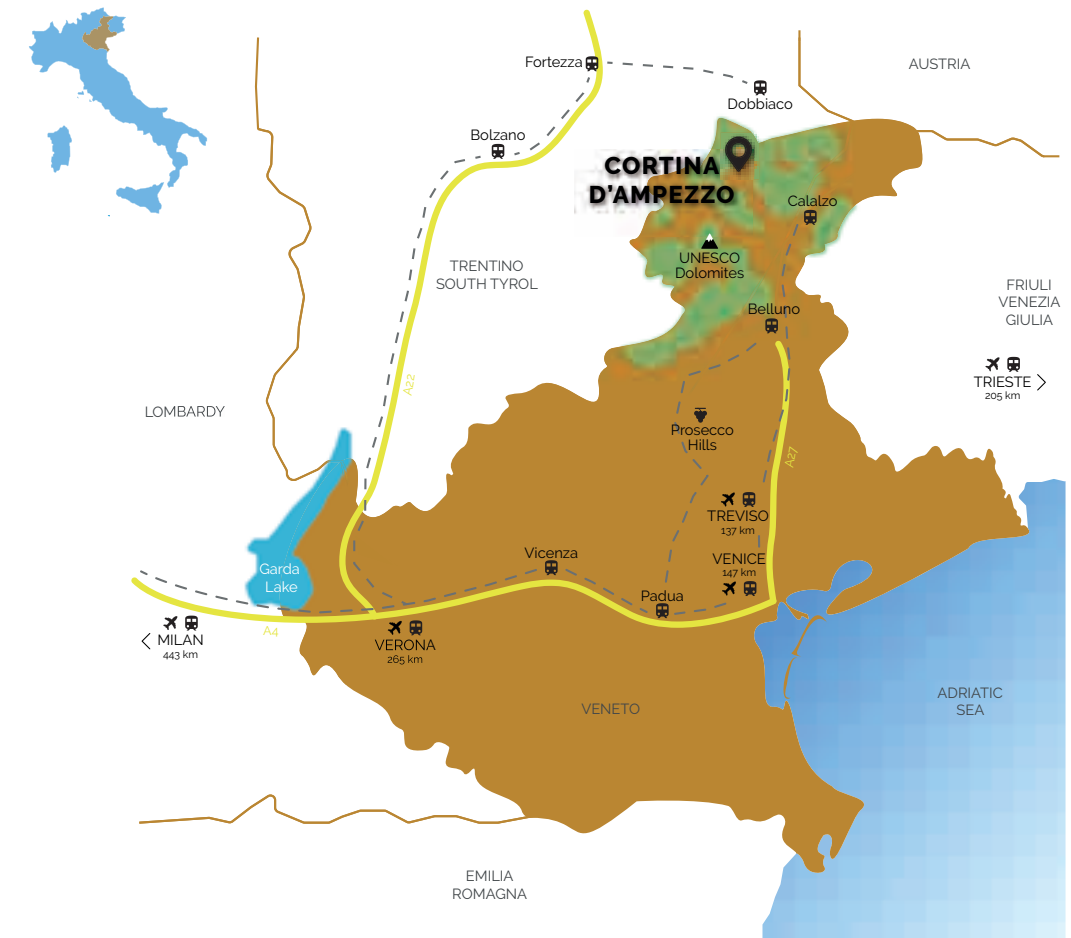 AUSTRIA
Fortezza
Dobbiaco
Bolzano
CORTINA
D'AMPEZZO
Calalzo
UNESCO
Dolomites
TRENTINO
SOUTH TYROL
FRIULI
VENEZIA
GIULIA
Belluno
TRIESTE
205 km
A22
LOMBARDY
Prosecco
Hills
A27
TREVISO
137 km
VENICE
147 km
Vicenza
Garda
Lake
Padua
A4
MILAN
443 km
VERONA
265 km
VENETO
ADRIATIC
SEA
EMILIA
ROMAGNA